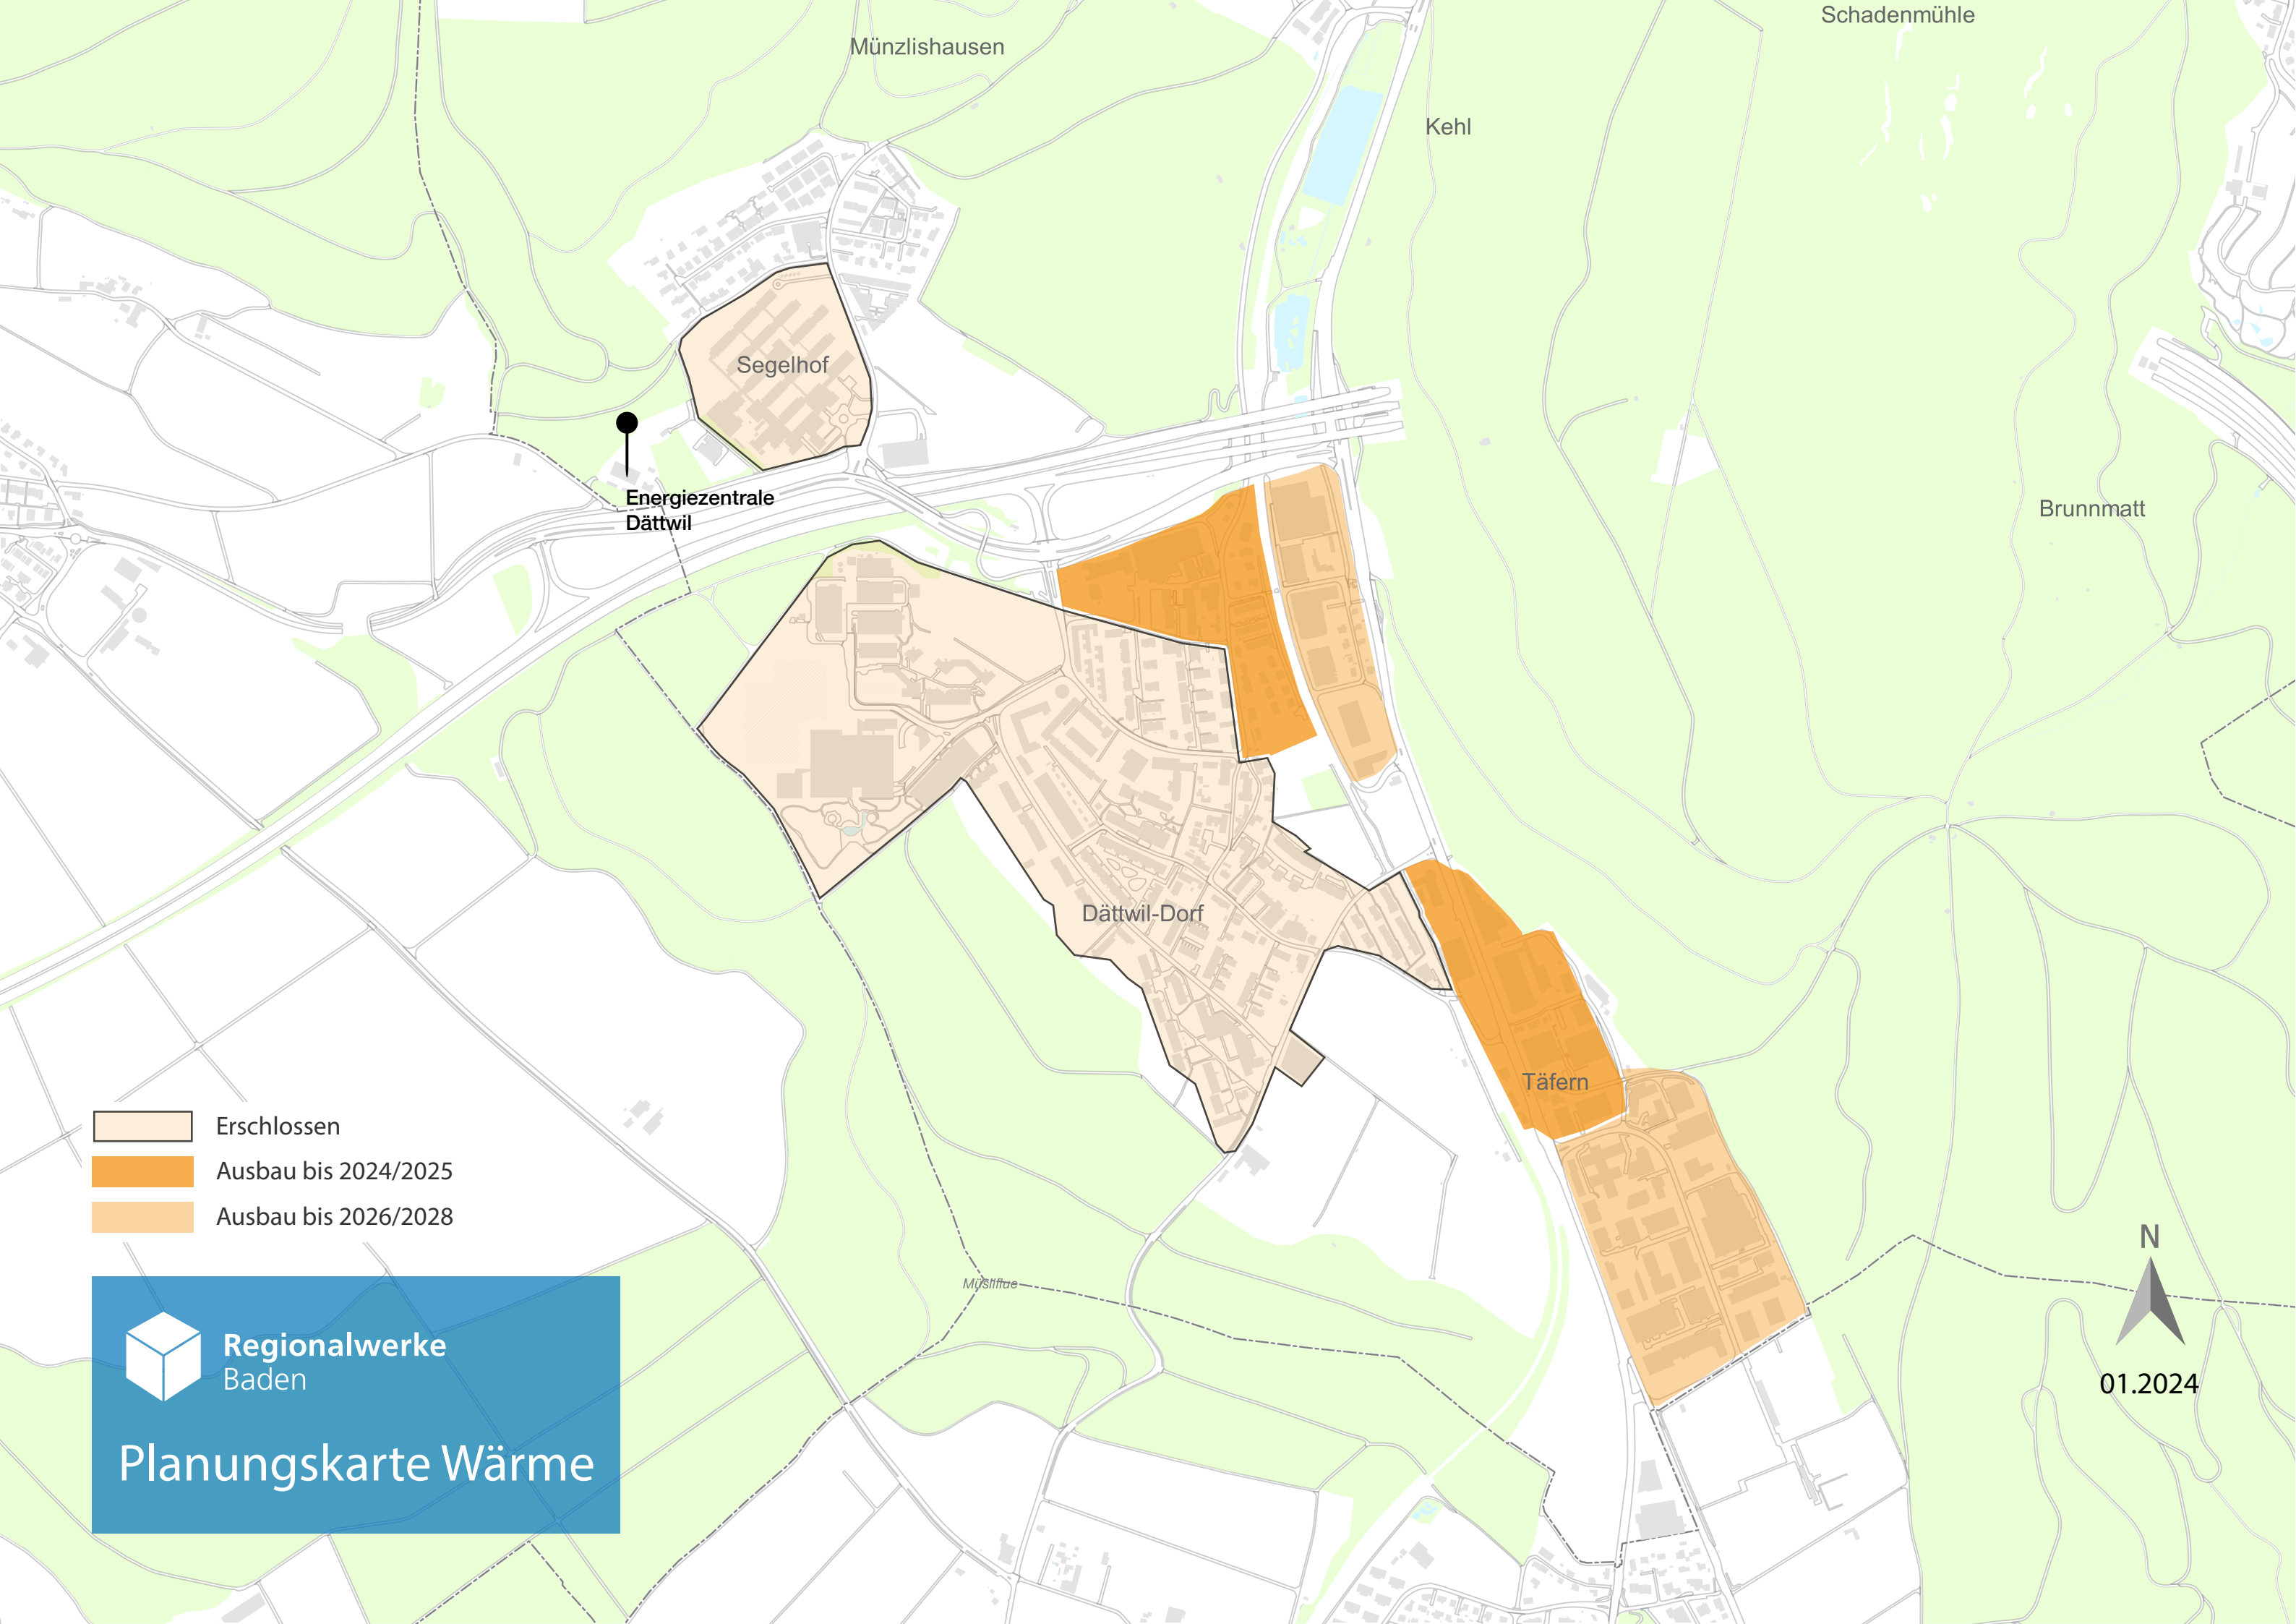 Schadenmühle
Münzlishausen
Kehl
Segelhof
Energiezentrale
Dättwil
Brunnmatt
Dättwil-Dorf
Täfern
Erschlossen
Ausbau bis 2024/2025
Ausbau bis 2026/2028
Müsliflue
N
01.2024
Regionalwerke
Baden
Planungskarte Wärme